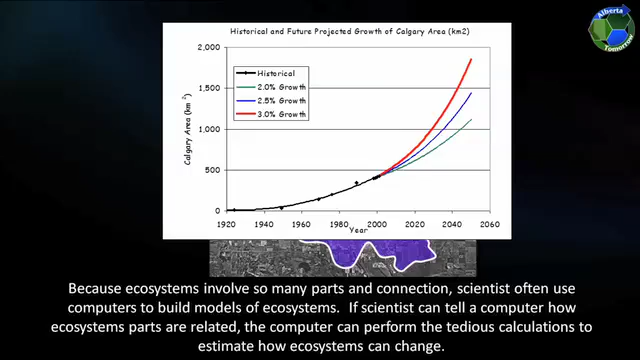 Alberta
Tomorrow
Historical and Future Projected Growth of Calgary Area (km2)
2,000
1,500
1,000
500
0
Calgary Area (km2)
Historical
2.0% Growth
2.5% Growth
3.0% Growth
1920 1940 1960 1980 2000 2020 2040 2060
Year
Because ecosystems involve so many parts and connection, scientist often use
computers to build models of ecosystems. If scientist can tell a computer how
ecosystems parts are related, the computer can perform the tedious calculations to
estimate how ecosystems can change.